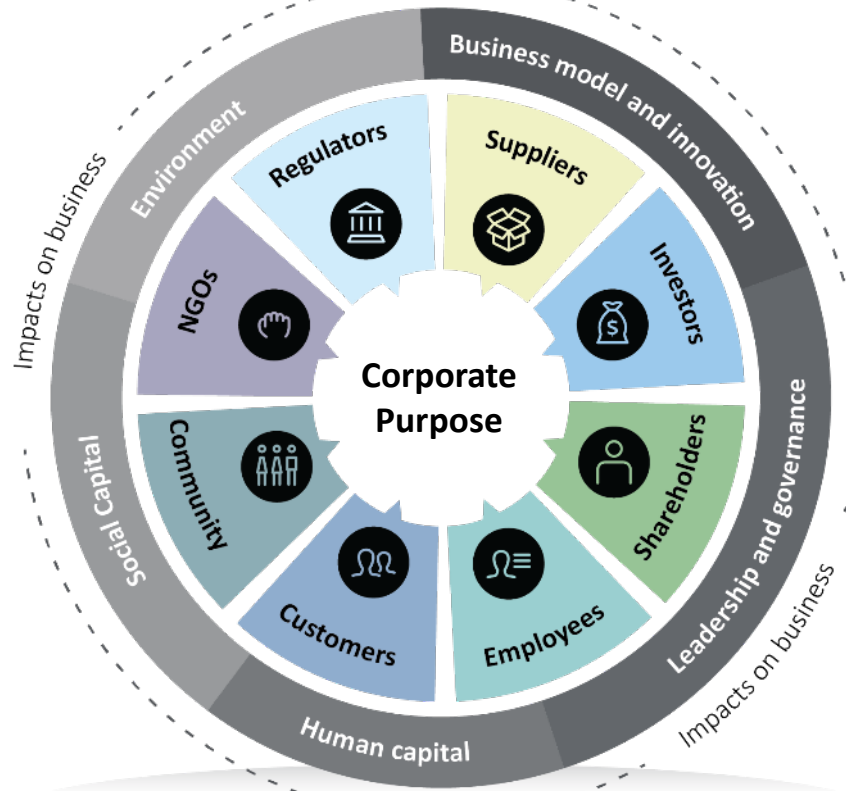 Business model and innovation
Environment
Regulators
Suppliers
Impacts on business
NGOs
Investors
$
Corporate
Purpose
Leadership and governance
Community
Shareholders
Social Capital
Customers
Employees
Impacts on business
Human capital